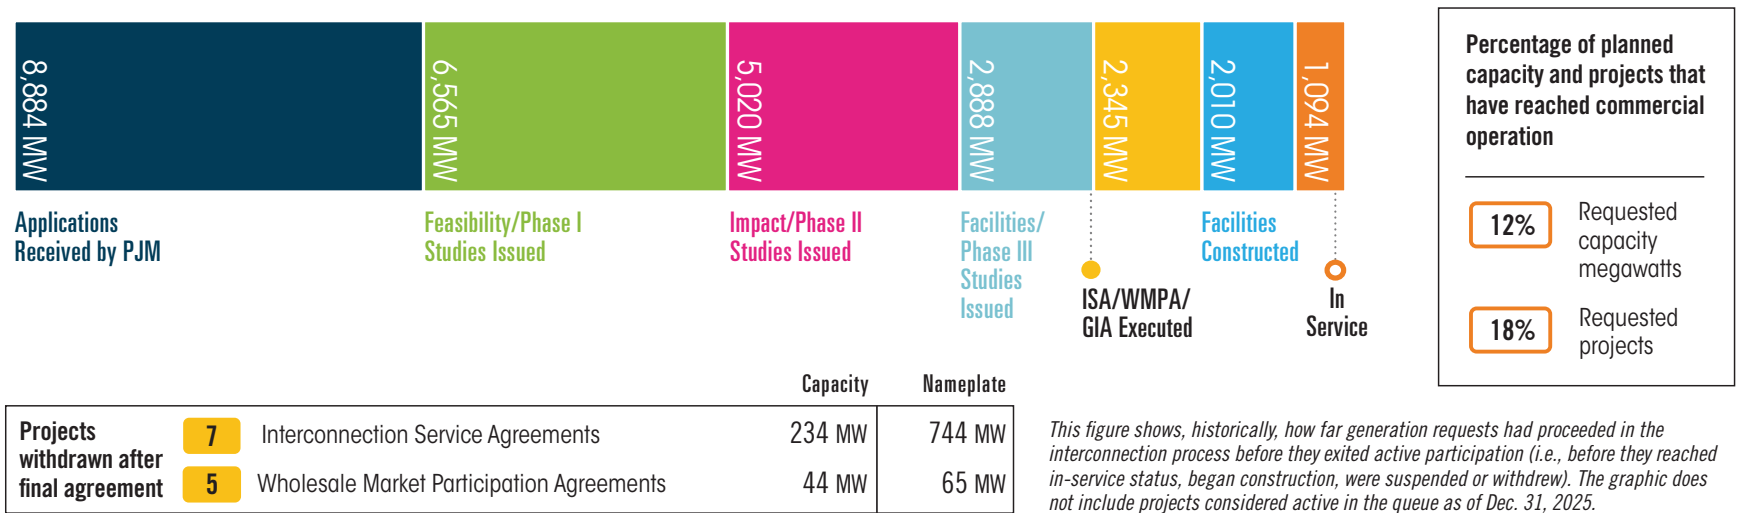 8,884 MW
6,565 MW
5,020 MW
2,888 MW
2,345 MW
2,010 MW
1,094 MW
Applications
Received by PJM
Feasibility/Phase I
Studies Issued
Impact/Phase II
Studies Issued
Facilities/
Phase III
Studies
Issued
ISA/WMPA/
GIA Executed
Facilities
Constructed
In
Service
Percentage of planned
capacity and projects that
have reached commercial
operation
12%
Requested
capacity
megawatts
18%
Requested
projects
Capacity
Nameplate
Projects
withdrawn after
final agreement
7 Interconnection Service Agreements 234 MW 744 MW
5 Wholesale Market Participation Agreements 44 MW 65 MW
This figure shows, historically, how far generation requests had proceeded in the
interconnection process before they exited active participation (i.e., before they reached
in-service status, began construction, were suspended or withdrew). The graphic does
not include projects considered active in the queue as of Dec. 31, 2025.